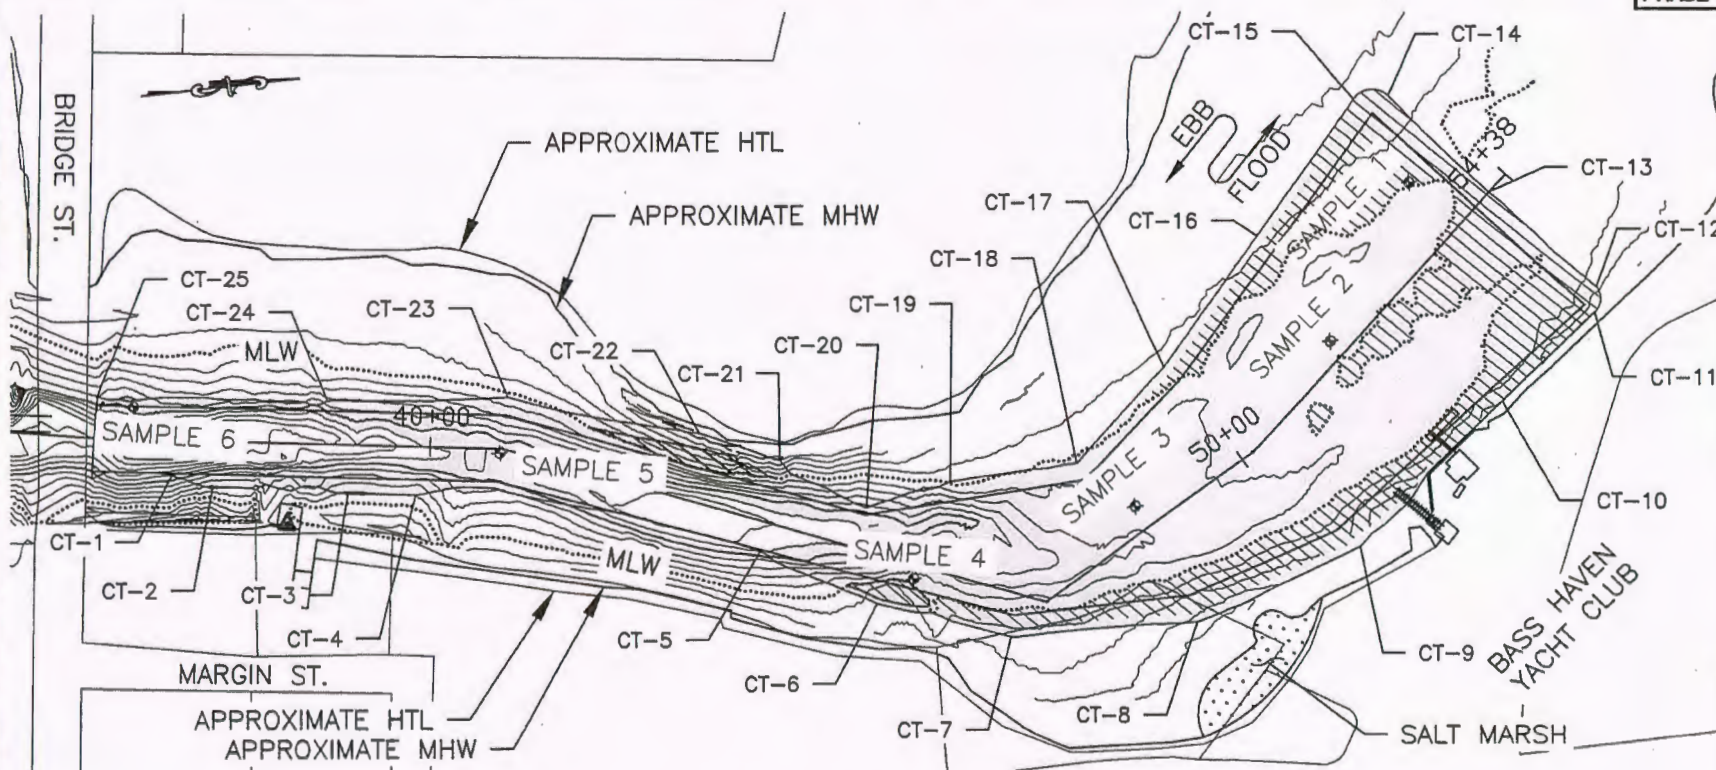 CT-15
CT-14
BRIDGE ST.
EBB
FLOOD
APPROXIMATE HTL
54+38
CT-13
CT-17
APPROXIMATE MHW
CT-16
SAMPLE 1
CT-12
CT-18
CT-25
CT-19
CT-24
CT-23
SAMPLE 2
MLW
CT-22
CT-20
CT-21
CT-11
40+00
SAMPLE 6
SAMPLE 5
SAMPLE 3
50+00
CT-10
CT-1
SAMPLE 4
MLW
CT-2
CT-3
CT-4
CT-5
CT-9
BASS HAVEN
YACHT CLUB
MARGIN ST.
CT-6
APPROXIMATE HTL
CT-7
CT-8
SALT MARSH
APPROXIMATE MHW